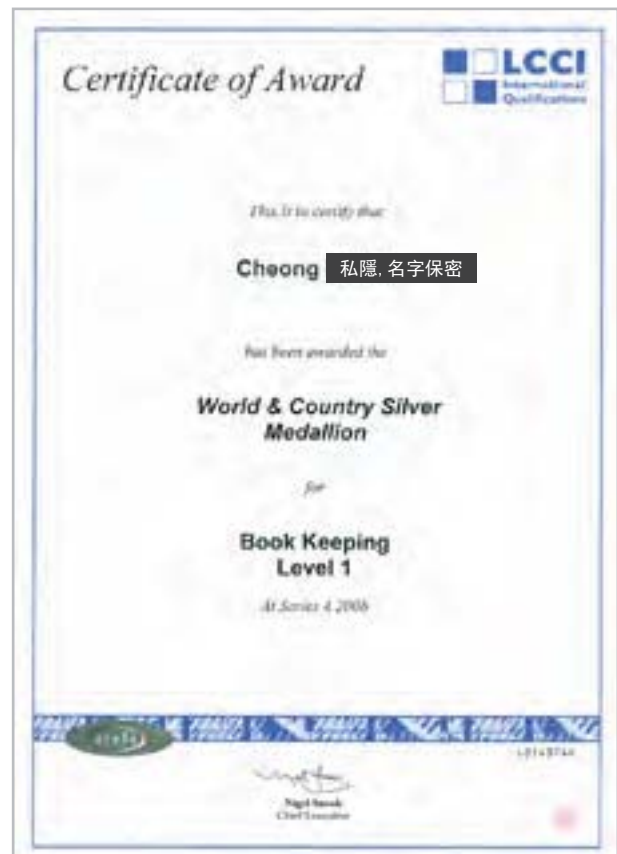 Certificate of Award
LCCI
International
Qualifications
This is to certify that
Cheong 私隱, 名字保密
has been awarded the
World & Country Silver
Medallion
for
Book Keeping
Level 1
At Series 4 2006
Chief Executive